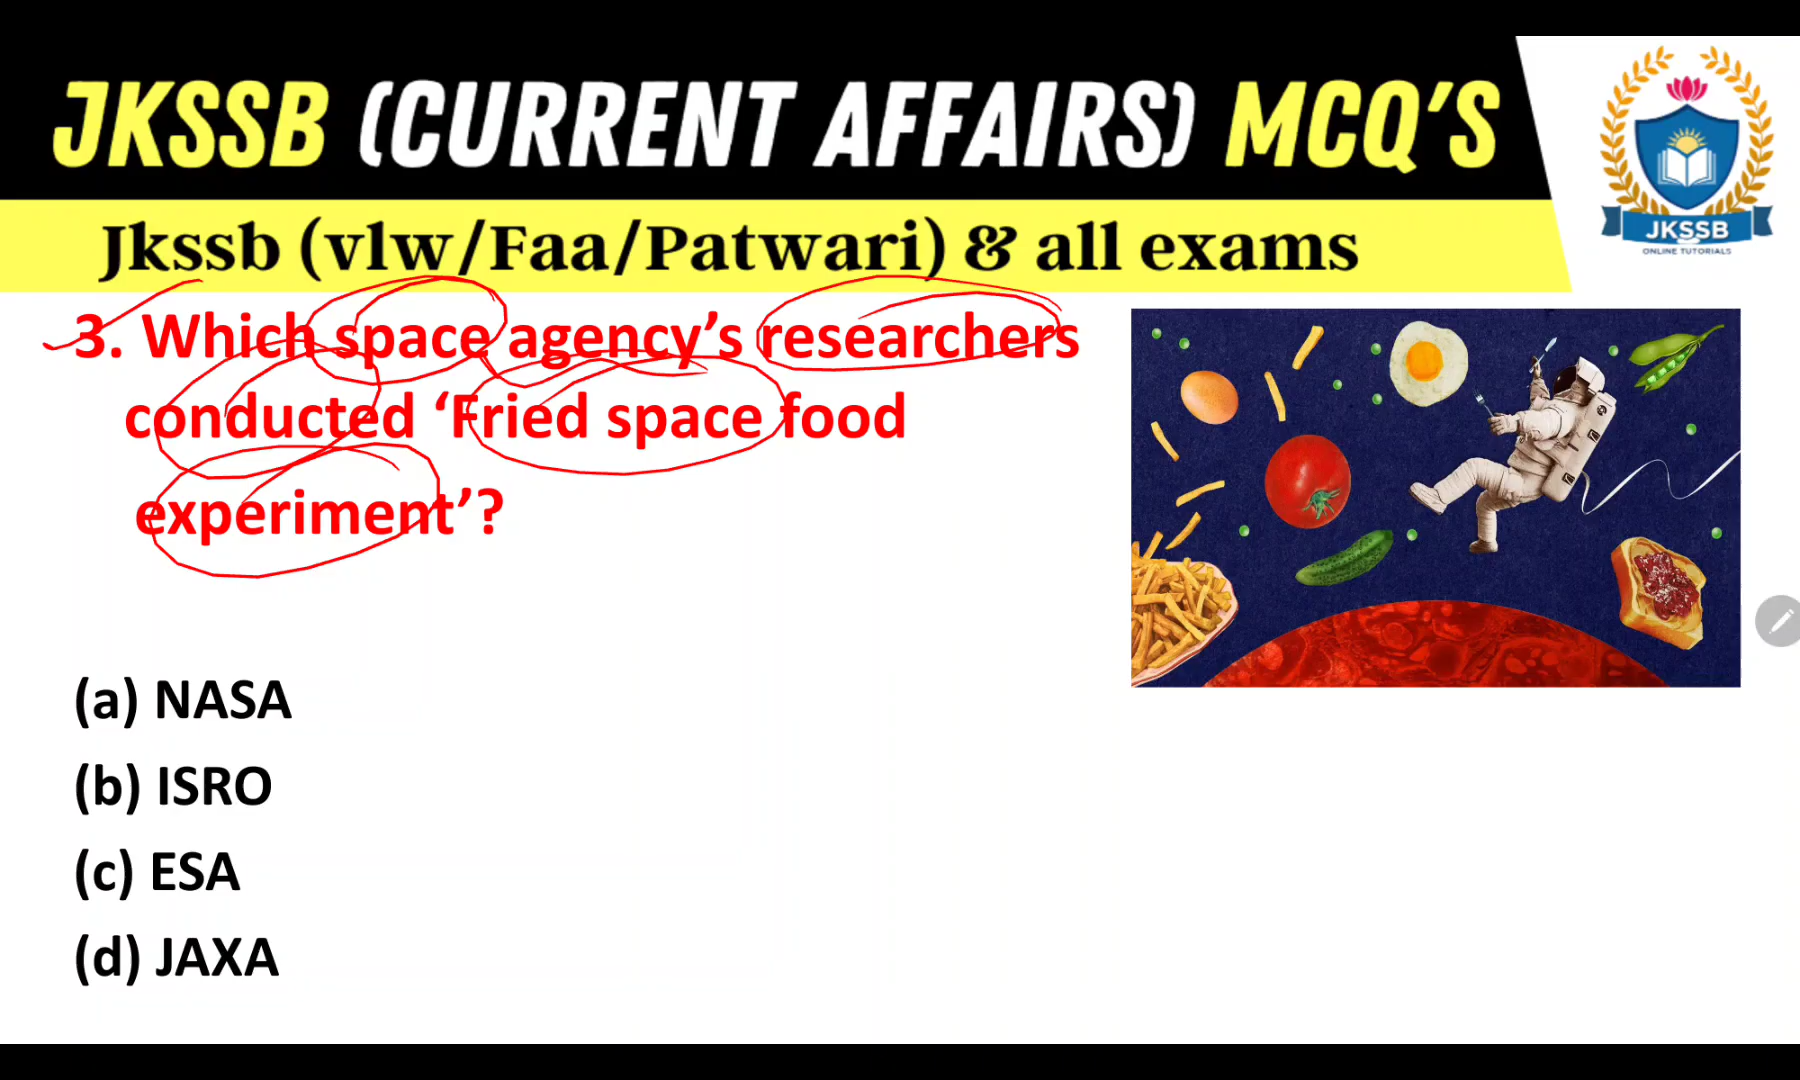 JKSSB (CURRENT AFFAIRS) MCQ'S
JKSSB
ONLINE TUTORIALS
Jkssb (vlw/Faa/Patwari) & all exams
3. Which space agency’s researchers
conducted ‘Fried space food
experiment’?
(a) NASA
(b) ISRO
(c) ESA
(d) JAXA